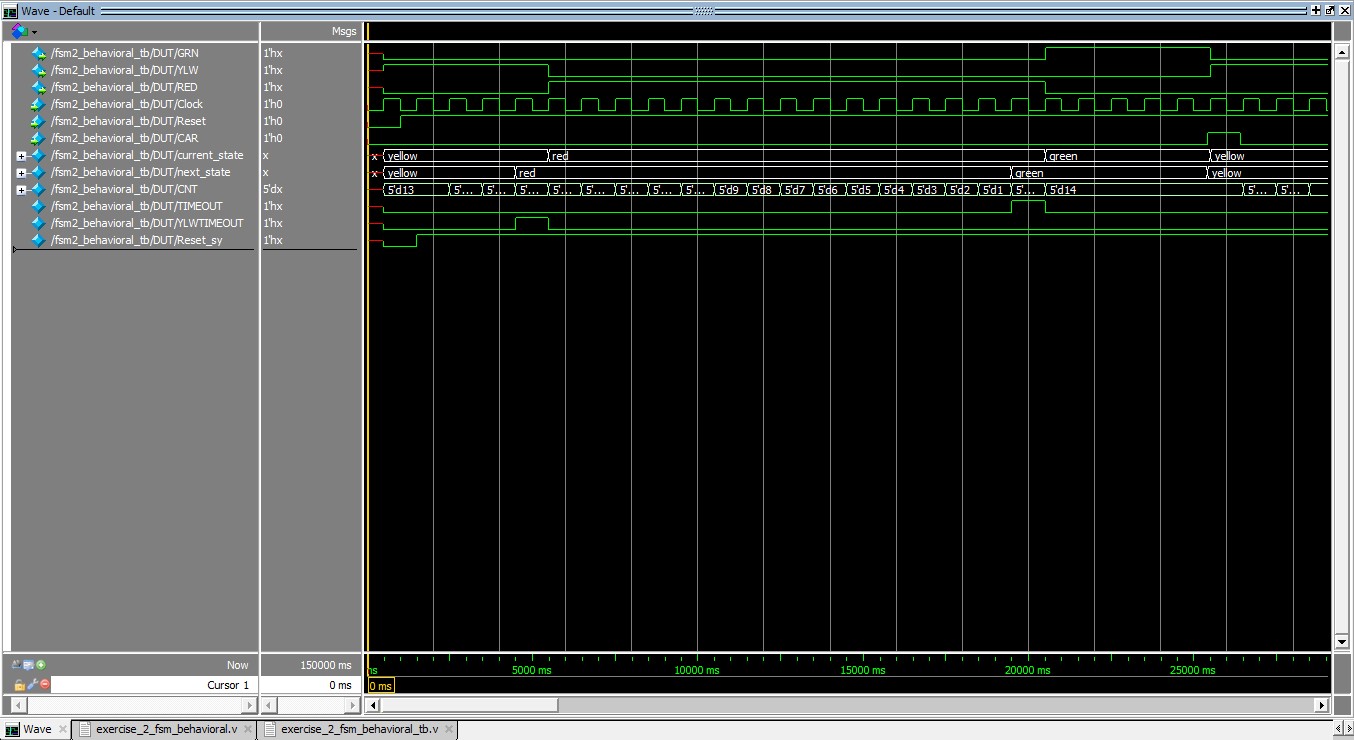 Wave - Default
Msgs
/fsm2_behavioral_tb/DUT/GRN 1'hx
/fsm2_behavioral_tb/DUT/YLW 1'hx
/fsm2_behavioral_tb/DUT/RED 1'hx
/fsm2_behavioral_tb/DUT/Clock 1'h0
/fsm2_behavioral_tb/DUT/Reset 1'h0
/fsm2_behavioral_tb/DUT/CAR 1'h0
/fsm2_behavioral_tb/DUT/current_state x x yellow red green yellow
/fsm2_behavioral_tb/DUT/next_state x x yellow red green yellow
/fsm2_behavioral_tb/DUT/CNT 5'dx 5'd13 5'... 5'... 5'... 5'... 5'... 5'... 5'... 5'... 5'd9 5'd8 5'd7 5'd6 5'd5 5'd4 5'd3 5'd2 5'd1 5'... 5'd14 5'... 5'...
/fsm2_behavioral_tb/DUT/TIMEOUT 1'hx
/fsm2_behavioral_tb/DUT/YLWTIMEOUT 1'hx
/fsm2_behavioral_tb/DUT/Reset_sy 1'hx
Now 150000 ms ns 5000 ms 10000 ms 15000 ms 20000 ms 25000 ms
Cursor 1 0 ms 0 ms
Wave exercise_2_fsm_behavioral.v exercise_2_fsm_behavioral_tb.v